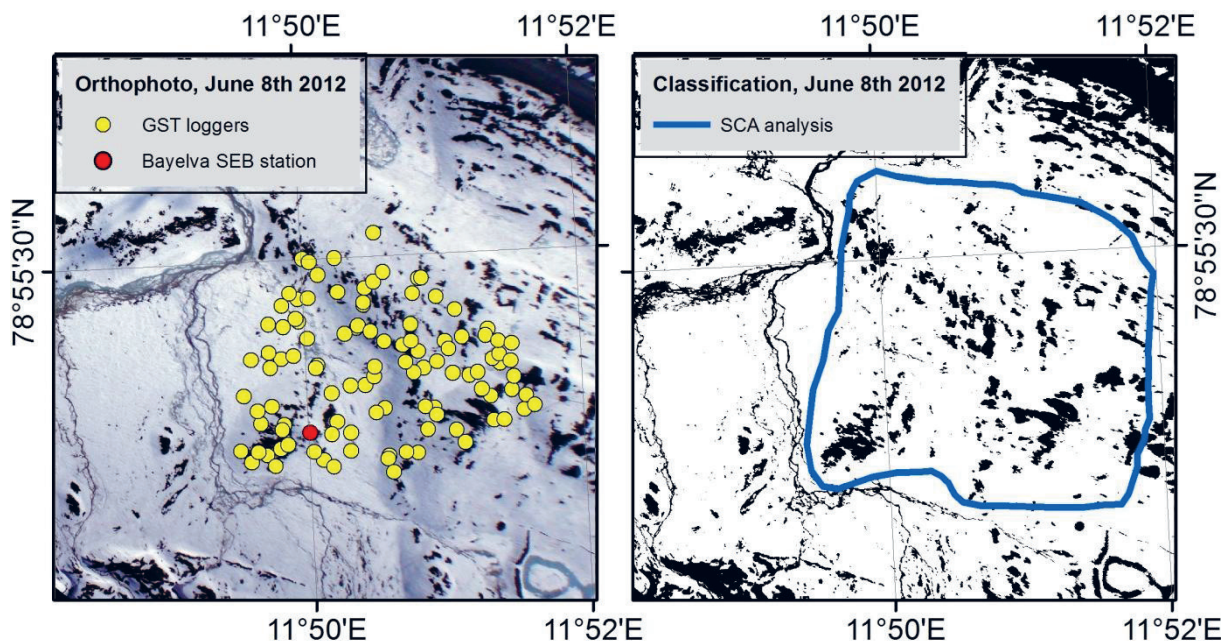 11°50'E
11°52'E
11°50'E
11°52'E
Orthophoto, June 8th 2012
GST loggers
Bayelva SEB station
Classification, June 8th 2012
SCA analysis
78°55'30"N
78°55'30"N
11°50'E
11°52'E
11°50'E
11°52'E